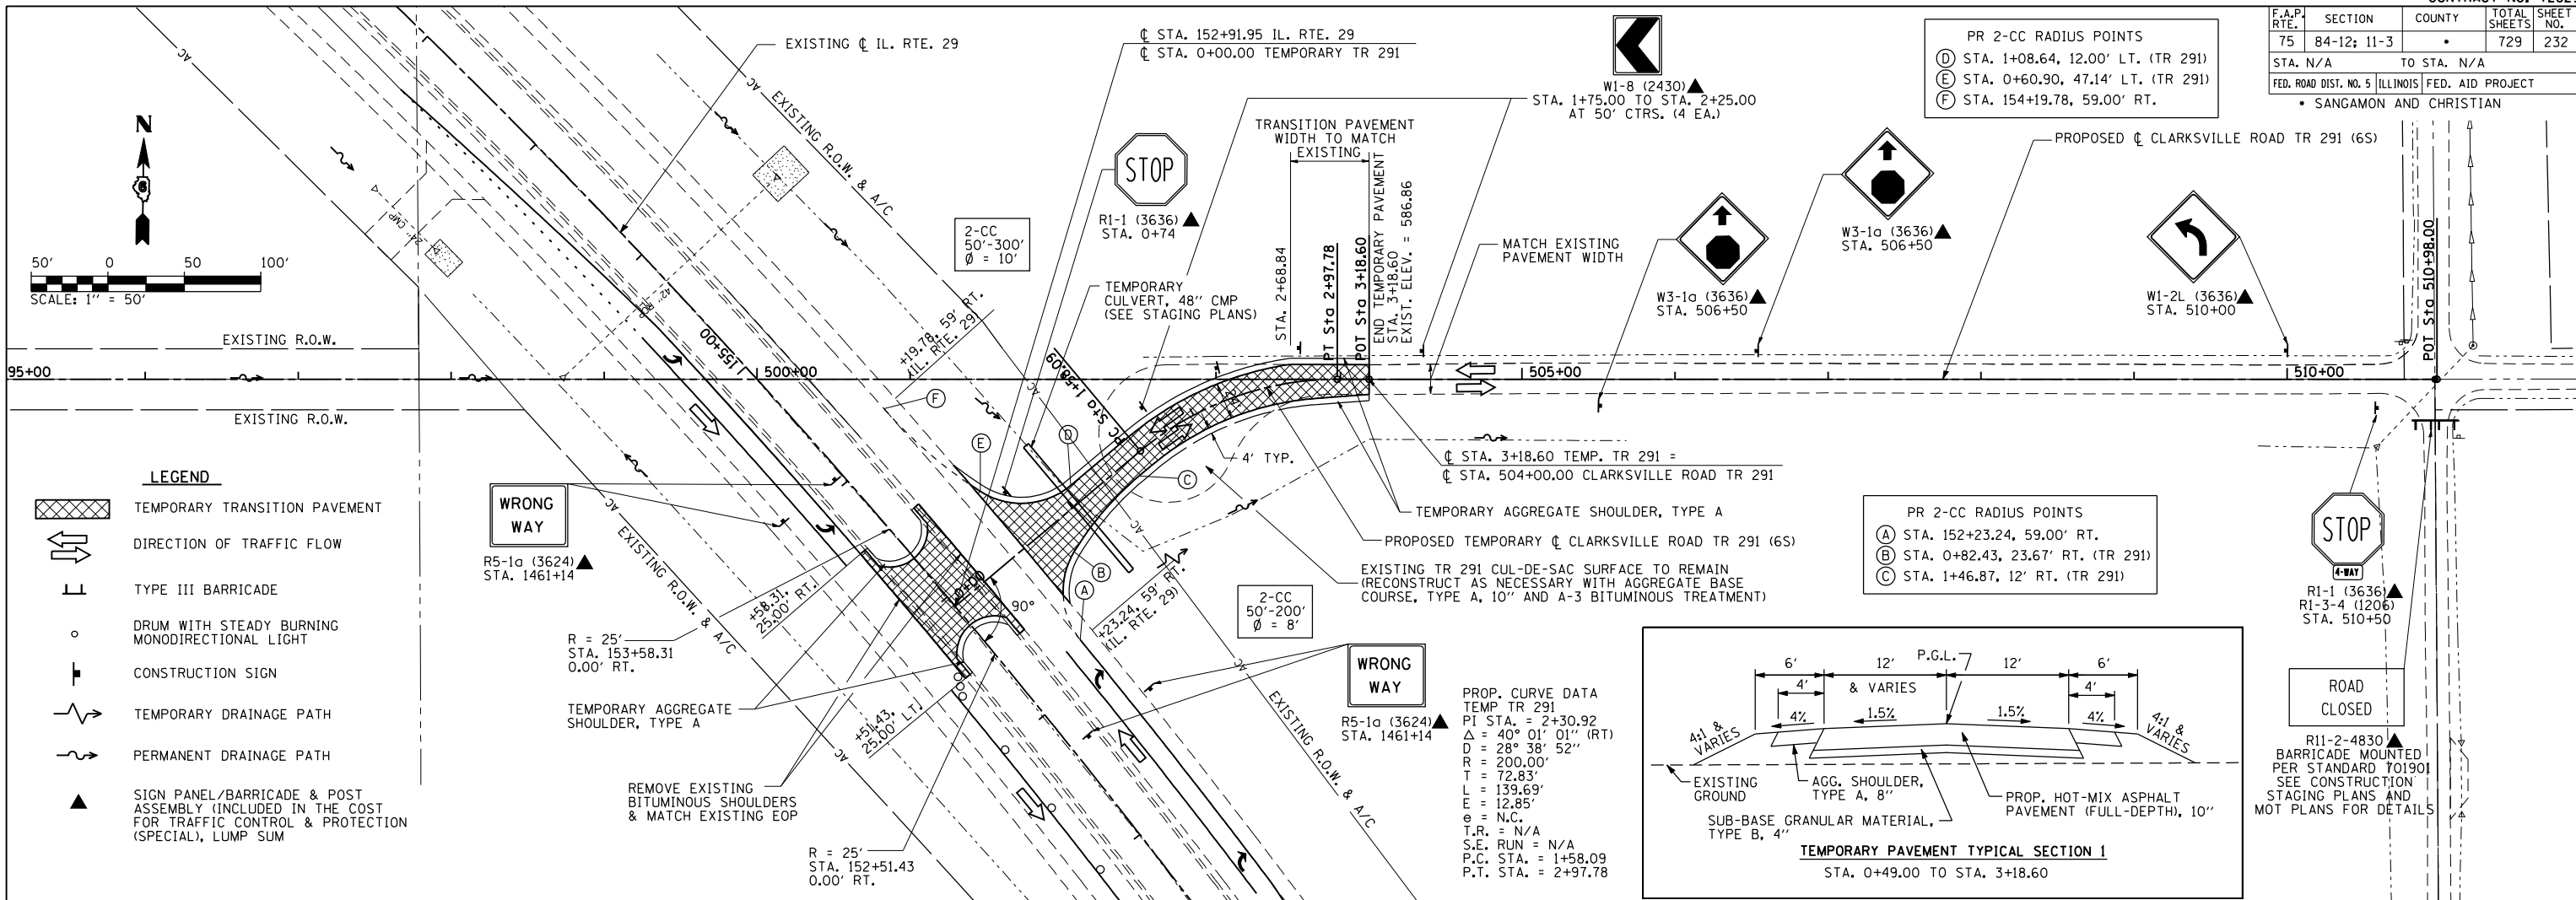 F.A.P. RTE.
SECTION
COUNTY
TOTAL SHEETS
SHEET NO.
75
84-12; 11-3
•
729
232
STA. N/A
TO STA. N/A
FED. ROAD DIST. NO. 5
ILLINOIS
FED. AID PROJECT
• SANGAMON AND CHRISTIAN
EXISTING ℄ IL. RTE. 29
℄ STA. 152+91.95 IL. RTE. 29
℄ STA. 0+00.00 TEMPORARY TR 291
W1-8 (2430)▲
STA. 1+75.00 TO STA. 2+25.00
AT 50' CTRS. (4 EA.)
PR 2-CC RADIUS POINTS
Ⓓ STA. 1+08.64, 12.00' LT. (TR 291)
Ⓔ STA. 0+60.90, 47.14' LT. (TR 291)
Ⓕ STA. 154+19.78, 59.00' RT.
PROPOSED ℄ CLARKSVILLE ROAD TR 291 (6S)
N
6
50'
0
50
100'
SCALE: 1'' = 50'
AC
AC
EXISTING R.O.W. & A/C
24'' CMP
42'' RCP
STOP
R1-1 (3636)▲
STA. 0+74
TRANSITION PAVEMENT
WIDTH TO MATCH
EXISTING
2-CC
50'-300'
Ø = 10'
TEMPORARY
CULVERT, 48'' CMP
(SEE STAGING PLANS)
STA. 2+68.84
PT Sta 2+97.78
POT Sta 3+18.60
END TEMPORARY PAVEMENT
STA. 3+18.60
EXIST. ELEV. = 586.86
MATCH EXISTING
PAVEMENT WIDTH
W3-1a (3636)▲
STA. 506+50
W3-1a (3636)▲
STA. 506+50
W1-2L (3636)▲
STA. 510+00
POT Sta 510+98.00
EXISTING R.O.W.
95+00
155+00
500+00
505+00
510+00
EXISTING R.O.W.
+19.78, 59' RT.
(IL. RTE. 29)
PC Sta 1+58.09
AC
24'
Ⓕ
Ⓔ
Ⓓ
Ⓒ
Ⓑ
Ⓐ
4' TYP.
℄ STA. 3+18.60 TEMP. TR 291 =
℄ STA. 504+00.00 CLARKSVILLE ROAD TR 291
TEMPORARY AGGREGATE SHOULDER, TYPE A
PROPOSED TEMPORARY ℄ CLARKSVILLE ROAD TR 291 (6S)
EXISTING TR 291 CUL-DE-SAC SURFACE TO REMAIN
(RECONSTRUCT AS NECESSARY WITH AGGREGATE BASE
COURSE, TYPE A, 10'' AND A-3 BITUMINOUS TREATMENT)
PR 2-CC RADIUS POINTS
Ⓐ STA. 152+23.24, 59.00' RT.
Ⓑ STA. 0+82.43, 23.67' RT. (TR 291)
Ⓒ STA. 1+46.87, 12' RT. (TR 291)
STOP
4-WAY
R1-1 (3636)▲
R1-3-4 (1206)
STA. 510+50
ROAD
CLOSED
R11-2-4830▲
BARRICADE MOUNTED
PER STANDARD 701901
SEE CONSTRUCTION
STAGING PLANS AND
MOT PLANS FOR DETAILS
LEGEND
TEMPORARY TRANSITION PAVEMENT
DIRECTION OF TRAFFIC FLOW
TYPE III BARRICADE
DRUM WITH STEADY BURNING
MONODIRECTIONAL LIGHT
CONSTRUCTION SIGN
TEMPORARY DRAINAGE PATH
PERMANENT DRAINAGE PATH
SIGN PANEL/BARRICADE & POST
ASSEMBLY (INCLUDED IN THE COST
FOR TRAFFIC CONTROL & PROTECTION
(SPECIAL), LUMP SUM
WRONG
WAY
R5-1a (3624)▲
STA. 1461+14
AC
EXISTING R.O.W. & A/C
AC
R = 25'
STA. 153+58.31
0.00' RT.
+58.31,
25.00' RT.
90°
+23.24, 59' RT.
(IL. RTE. 29)
2-CC
50'-200'
Ø = 8'
TEMPORARY AGGREGATE
SHOULDER, TYPE A
+51.43,
25.00' LT.
REMOVE EXISTING
BITUMINOUS SHOULDERS
& MATCH EXISTING EOP
R = 25'
STA. 152+51.43
0.00' RT.
AC
AC
EXISTING R.O.W. & A/C
WRONG
WAY
R5-1a (3624)▲
STA. 1461+14
PROP. CURVE DATA
TEMP TR 291
PI STA. = 2+30.92
Δ = 40° 01' 01'' (RT)
D = 28° 38' 52''
R = 200.00'
T = 72.83'
L = 139.69'
E = 12.85'
e = N.C.
T.R. = N/A
S.E. RUN = N/A
P.C. STA. = 1+58.09
P.T. STA. = 2+97.78
6'
12'
P.G.L.
12'
6'
4'
& VARIES
4'
4%
1.5%
1.5%
4%
4:1 &
VARIES
4:1 &
VARIES
EXISTING
GROUND
AGG. SHOULDER,
TYPE A, 8''
PROP. HOT-MIX ASPHALT
PAVEMENT (FULL-DEPTH), 10''
SUB-BASE GRANULAR MATERIAL,
TYPE B, 4''
TEMPORARY PAVEMENT TYPICAL SECTION 1
STA. 0+49.00 TO STA. 3+18.60